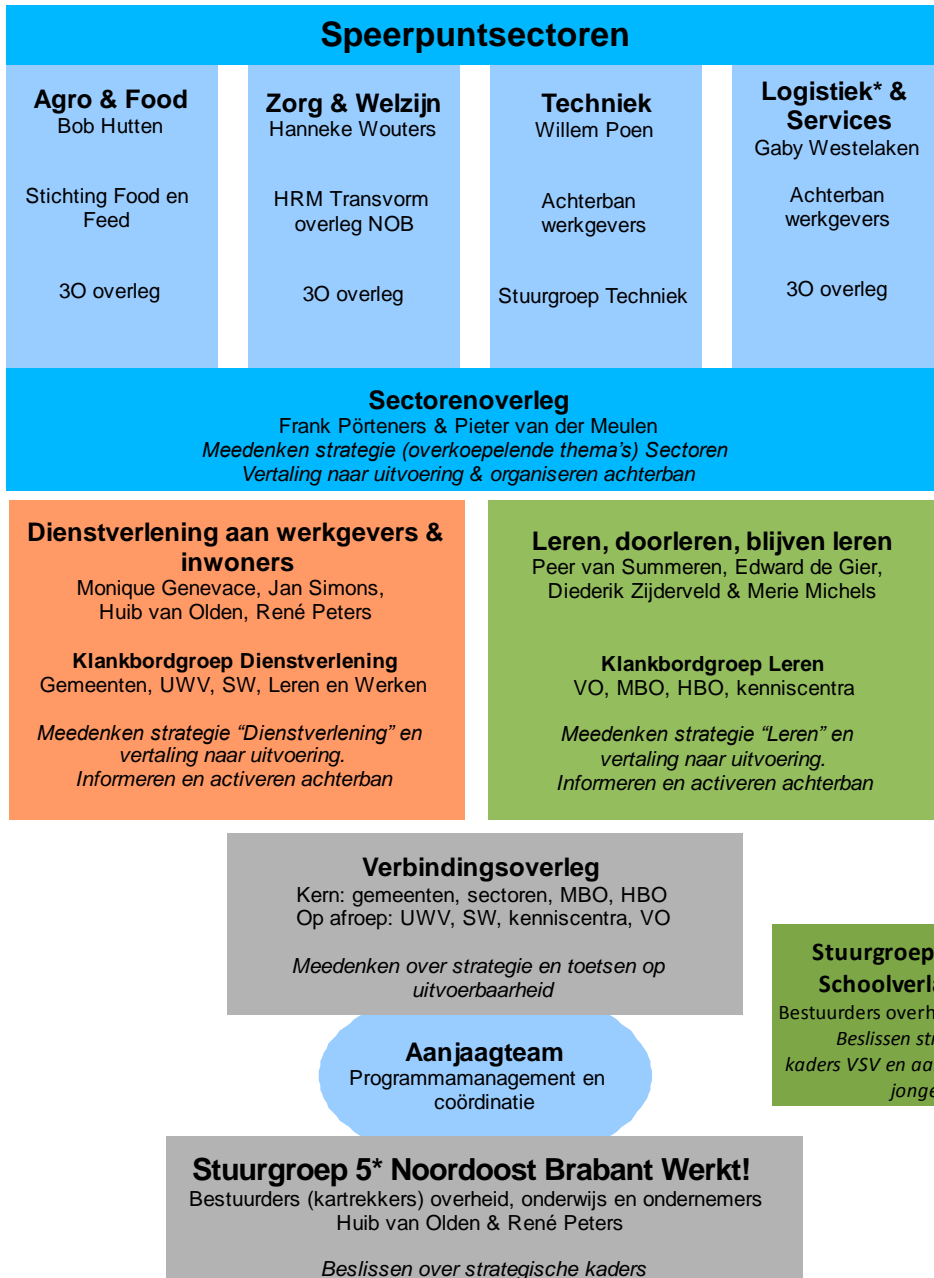 Speerpuntsectoren
Agro & Food
Bob Hutten
Stichting Food en
Feed
3O overleg
Zorg & Welzijn
Hanneke Wouters
HRM Transvorm
overleg NOB
3O overleg
Techniek
Willem Poen
Achterban
werkgevers
Stuurgroep Techniek
Logistiek* &
Services
Gaby Westelaken
Achterban
werkgevers
3O overleg
Sectorenoverleg
Frank Pörteners & Pieter van der Meulen
Meedenken strategie (overkoepelende thema’s) Sectoren
Vertaling naar uitvoering & organiseren achterban
Dienstverlening aan werkgevers &
inwoners
Monique Genevace, Jan Simons,
Huib van Olden, René Peters
Klankbordgroep Dienstverlening
Gemeenten, UWV, SW, Leren en Werken
Meedenken strategie “Dienstverlening” en
vertaling naar uitvoering.
Informeren en activeren achterban
Leren, doorleren, blijven leren
Peer van Summeren, Edward de Gier,
Diederik Zijderveld & Merie Michels
Klankbordgroep Leren
VO, MBO, HBO, kenniscentra
Meedenken strategie “Leren” en
vertaling naar uitvoering.
Informeren en activeren achterban
Verbindingsoverleg
Kern: gemeenten, sectoren, MBO, HBO
Op afroep: UWV, SW, kenniscentra, VO
Meedenken over strategie en toetsen op
uitvoerbaarheid
Stuurgroep
Schoolverla
Bestuurders overh
Beslissen str
kaders VSV en aa
jonge
Aanjaagteam
Programmamanagement en
coördinatie
Stuurgroep 5* Noordoost Brabant Werkt!
Bestuurders (kartrekkers) overheid, onderwijs en ondernemers
Huib van Olden & René Peters
Beslissen over strategische kaders